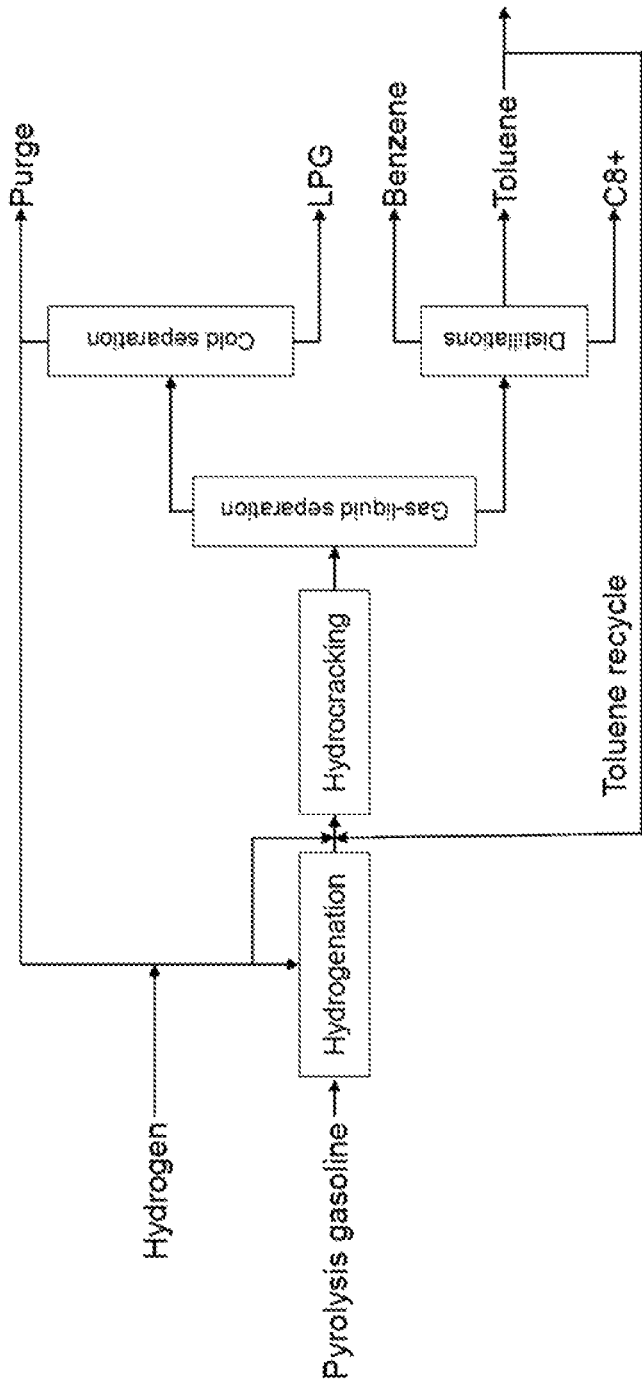 Hydrogen
Pyrolysis gasoline
Hydrogenation
Hydrocracking
Gas-liquid separation
Cold separation
Distillations
Purge
LPG
Benzene
Toluene
C8+
Toluene recycle